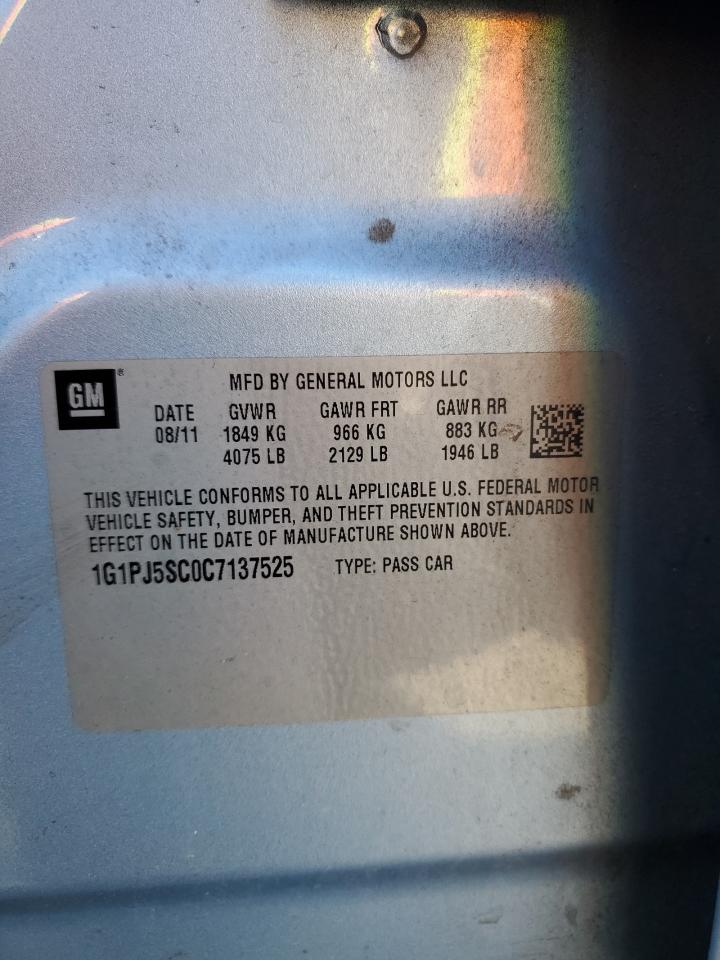 GM®
MFD BY GENERAL MOTORS LLC
DATE GVWR GAWR FRT GAWR RR
08/11 1849 KG 966 KG 883 KG
4075 LB 2129 LB 1946 LB
THIS VEHICLE CONFORMS TO ALL APPLICABLE U.S. FEDERAL MOTOR
VEHICLE SAFETY, BUMPER, AND THEFT PREVENTION STANDARDS IN
EFFECT ON THE DATE OF MANUFACTURE SHOWN ABOVE.
1G1PJ5SC0C7137525 TYPE: PASS CAR